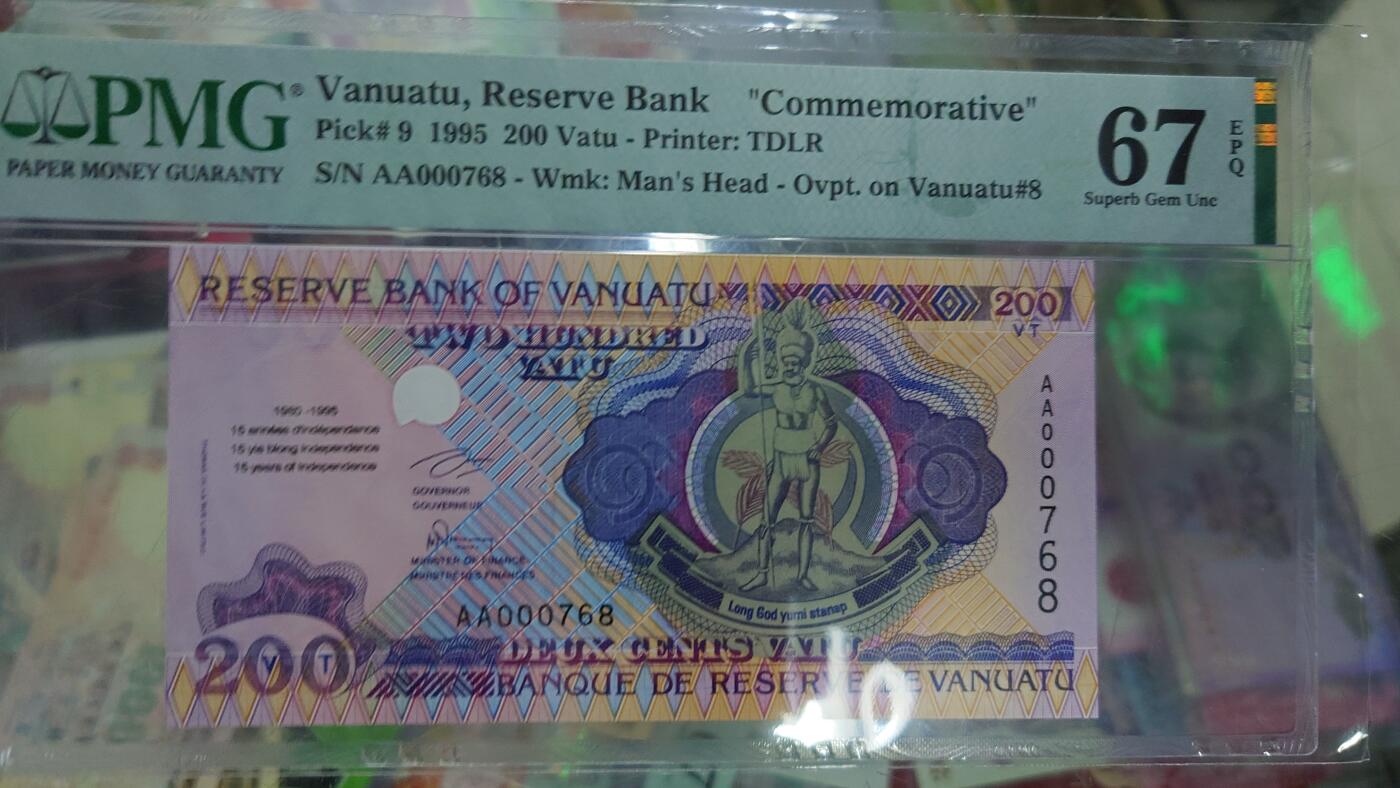 PMG®
PAPER MONEY GUARANTY
Vanuatu, Reserve Bank "Commemorative"
Pick# 9 1995 200 Vatu - Printer: TDLR
S/N AA000768 - Wmk: Man's Head - Ovpt. on Vanuatu#8
67
EPQ
Superb Gem Unc
RESERVE BANK OF VANUATU
200
VT
TWO HUNDRED
VATU
1980 - 1995
15 années d'indépendance
15 yia blong independence
15 years of independence
GOVERNOR
GOUVERNEUR
MINISTER OF FINANCE
MINISTRE DES FINANCES
AA000768
AA000768
Long God yumi stanap
200
VT
DEUX CENTS VATU
BANQUE DE RESERVE DE VANUATU